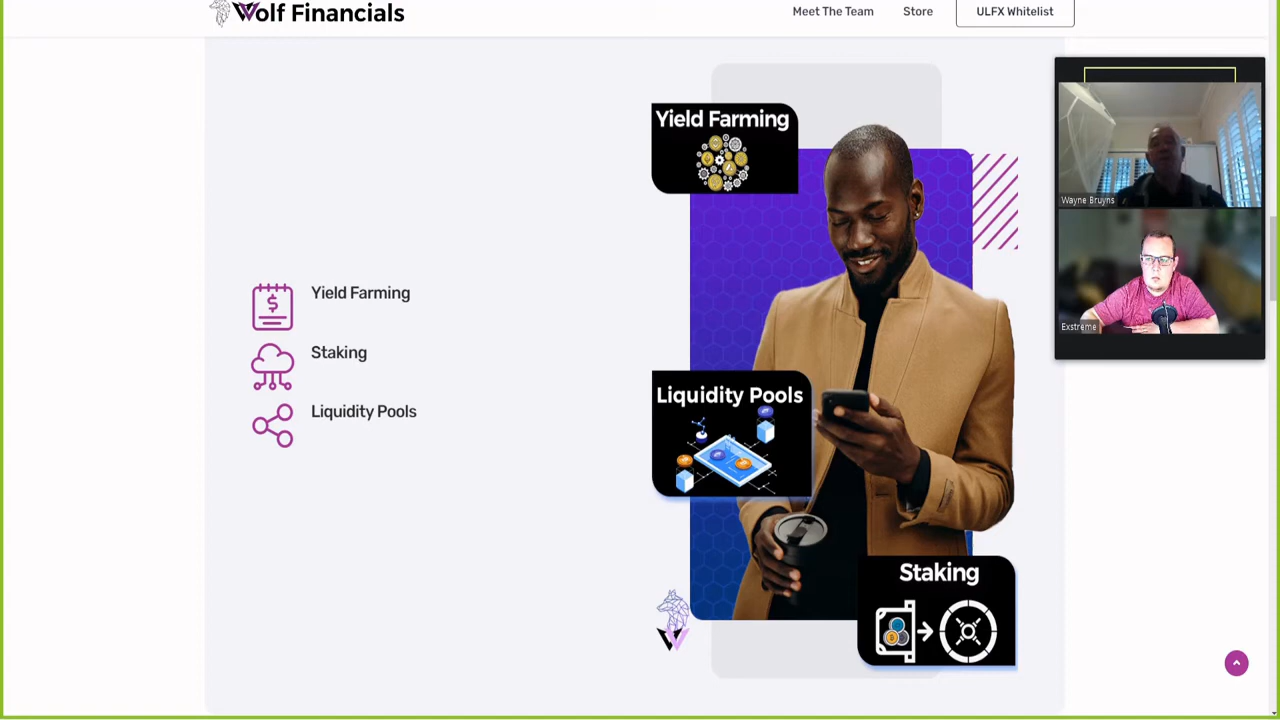 Wolf Financials
Meet The Team
Store
ULFX Whitelist
Yield Farming
Yield Farming
Staking
Liquidity Pools
Liquidity Pools
Staking
Wayne Bruyns
Exstreme